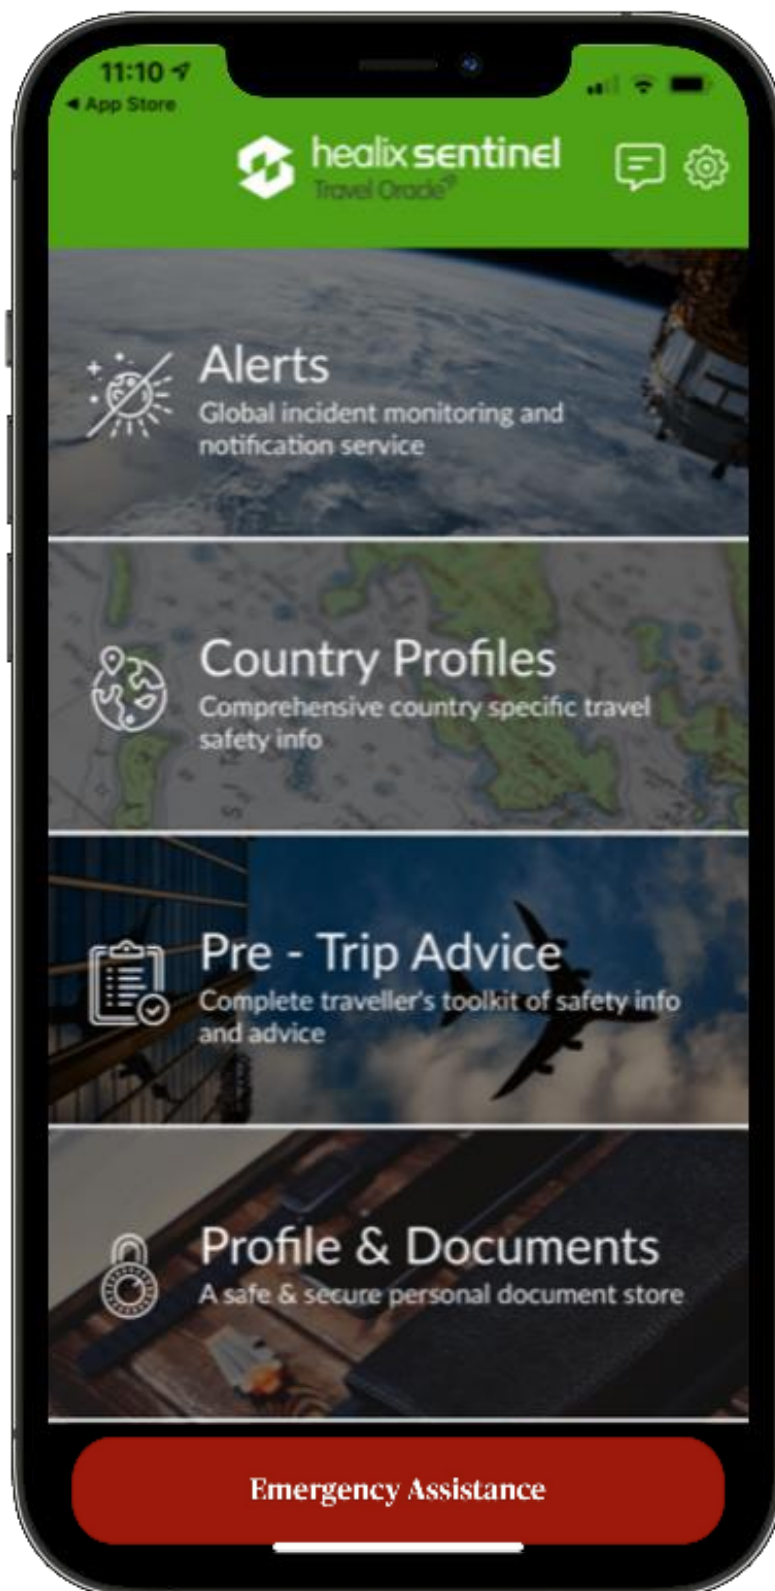 11:10
App Store
healix sentinel
Travel Oracle
Alerts
Global incident monitoring and
notification service
Country Profiles
Comprehensive country specific travel
safety info
Pre - Trip Advice
Complete traveller's toolkit of safety info
and advice
Profile & Documents
A safe & secure personal document store
Emergency Assistance